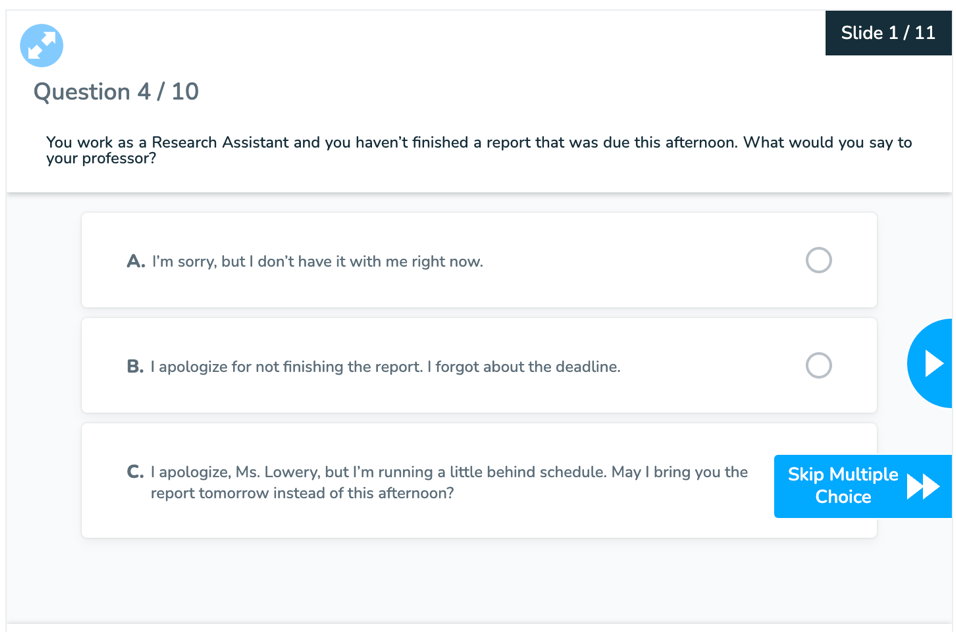 Slide 1 / 11
Question 4 / 10
You work as a Research Assistant and you haven’t finished a report that was due this afternoon. What would you say to
your professor?
A. I’m sorry, but I don’t have it with me right now.
B. I apologize for not finishing the report. I forgot about the deadline.
C. I apologize, Ms. Lowery, but I’m running a little behind schedule. May I bring you the
report tomorrow instead of this afternoon?
Skip Multiple
Choice